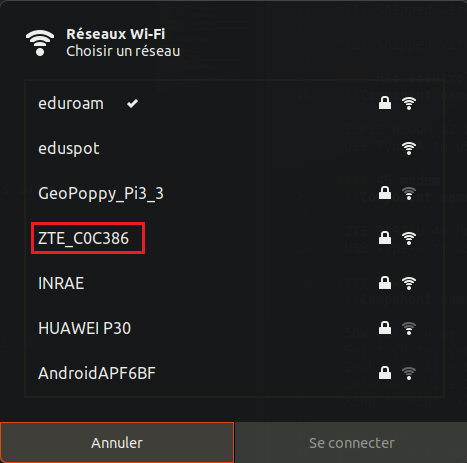 Réseaux Wi-Fi
Choisir un réseau
eduroam
eduspot
GeoPoppy_Pi3_3
ZTE_C0C386
INRAE
HUAWEI P30
AndroidAPF6BF
Annuler
Se connecter